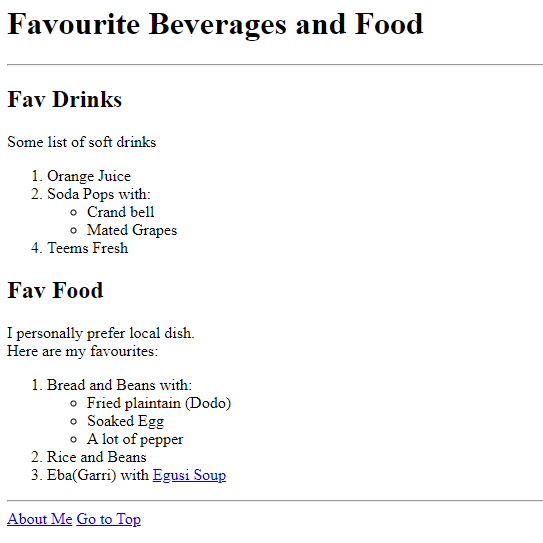 Favourite Beverages and Food
Fav Drinks
Some list of soft drinks
1. Orange Juice
2. Soda Pops with:
Crand bell
Mated Grapes
4. Teems Fresh
Fav Food
I personally prefer local dish.
Here are my favourites:
1. Bread and Beans with:
Fried plaintain (Dodo)
Soaked Egg
A lot of pepper
2. Rice and Beans
3. Eba(Garri) with Egusi Soup
About Me Go to Top